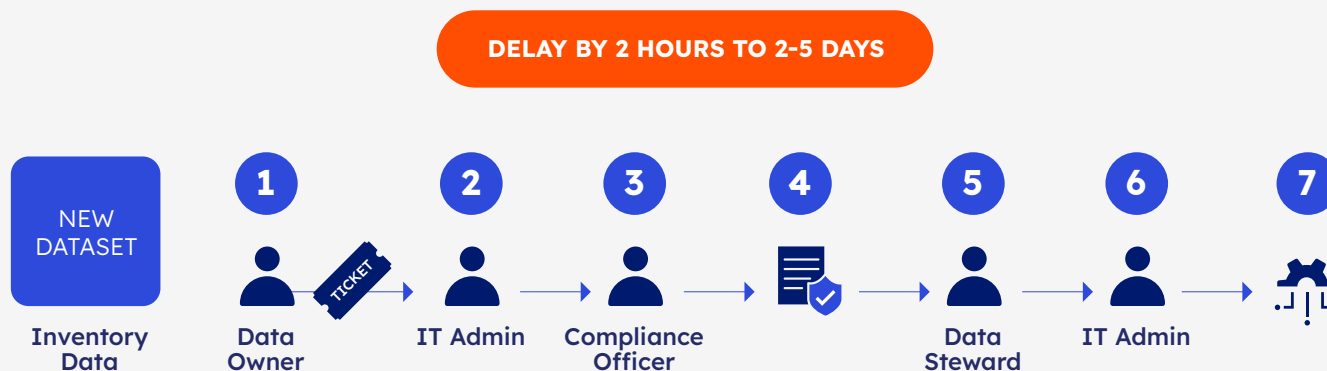 DELAY BY 2 HOURS TO 2-5 DAYS
NEW
DATASET
1
2
3
4
5
6
7
TICKET
Inventory
Data
Data
Owner
IT Admin
Compliance
Officer
Data
Steward
IT Admin